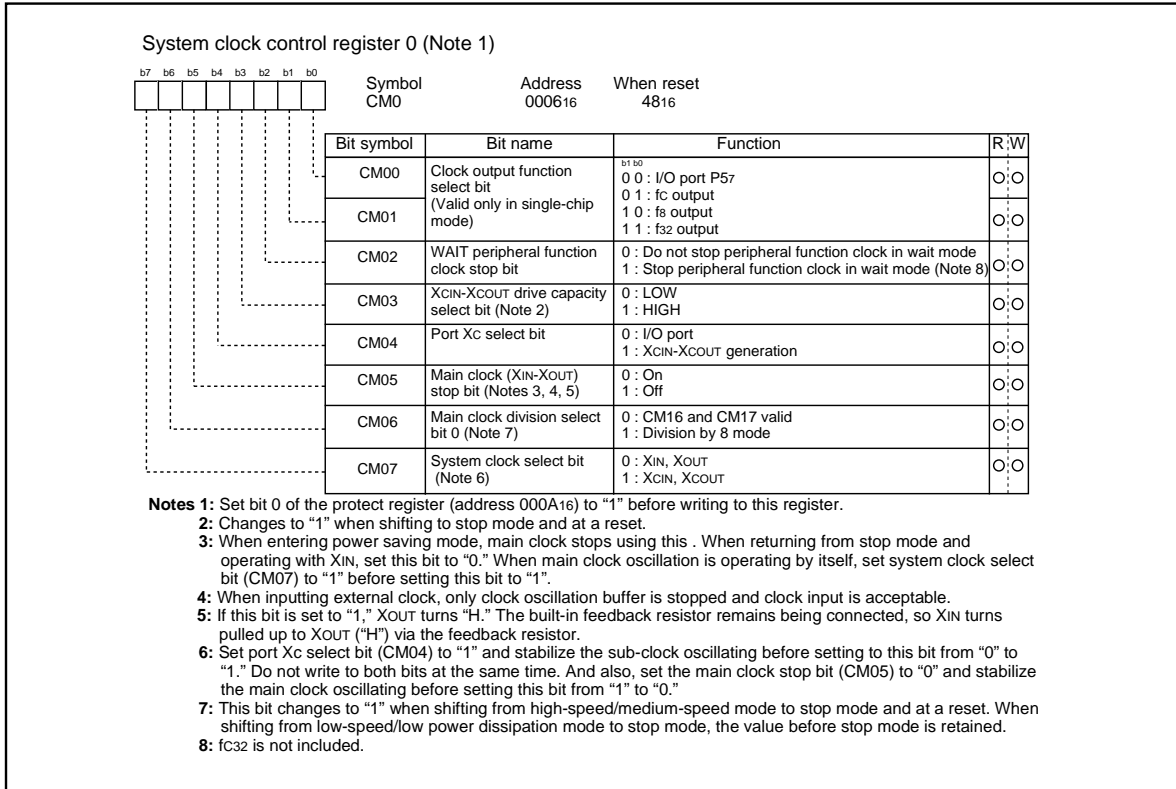 System clock control register 0 (Note 1)
b7 b6 b5 b4 b3 b2 b1 b0
Symbol Address When reset
CM0 000616 4816
Bit symbol Bit name Function R W
CM00 Clock output function select bit (Valid only in single-chip mode)
b1 b0
0 0 : I/O port P57
0 1 : fC output
1 0 : f8 output
1 1 : f32 output
CM01
CM02 WAIT peripheral function clock stop bit
0 : Do not stop peripheral function clock in wait mode
1 : Stop peripheral function clock in wait mode (Note 8)
CM03 XCIN-XCOUT drive capacity select bit (Note 2)
0 : LOW
1 : HIGH
CM04 Port XC select bit
0 : I/O port
1 : XCIN-XCOUT generation
CM05 Main clock (XIN-XOUT) stop bit (Notes 3, 4, 5)
0 : On
1 : Off
CM06 Main clock division select bit 0 (Note 7)
0 : CM16 and CM17 valid
1 : Division by 8 mode
CM07 System clock select bit (Note 6)
0 : XIN, XOUT
1 : XCIN, XCOUT
Notes 1: Set bit 0 of the protect register (address 000A16) to “1” before writing to this register.
2: Changes to “1” when shifting to stop mode and at a reset.
3: When entering power saving mode, main clock stops using this . When returning from stop mode and
operating with XIN, set this bit to “0.” When main clock oscillation is operating by itself, set system clock select
bit (CM07) to “1” before setting this bit to “1”.
4: When inputting external clock, only clock oscillation buffer is stopped and clock input is acceptable.
5: If this bit is set to “1,” XOUT turns “H.” The built-in feedback resistor remains being connected, so XIN turns
pulled up to XOUT (“H”) via the feedback resistor.
6: Set port XC select bit (CM04) to “1” and stabilize the sub-clock oscillating before setting to this bit from “0” to
“1.” Do not write to both bits at the same time. And also, set the main clock stop bit (CM05) to “0” and stabilize
the main clock oscillating before setting this bit from “1” to “0.”
7: This bit changes to “1” when shifting from high-speed/medium-speed mode to stop mode and at a reset. When
shifting from low-speed/low power dissipation mode to stop mode, the value before stop mode is retained.
8: fC32 is not included.